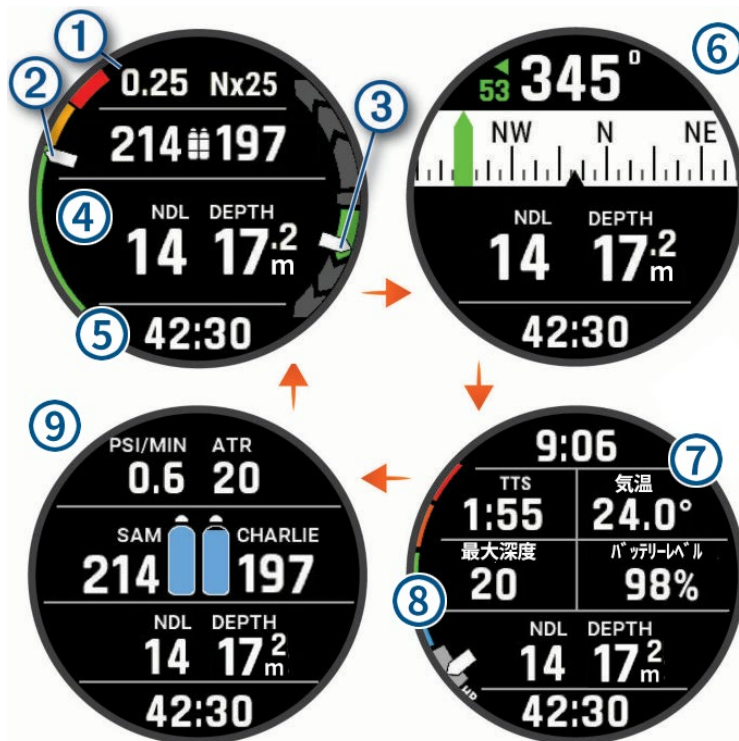 ①
②
③
④
⑤
0.25 Nx25
214 197
NDL DEPTH
14 17.2 m
42:30
⑥
53 345°
NW N NE
NDL DEPTH
14 17.2 m
42:30
⑨
PSI/MIN ATR
0.6 20
SAM CHARLIE
214 197
NDL DEPTH
14 17 2 m
42:30
⑦
⑧
9:06
TTS 気温
1:55 24.0°
最大深度 バッテリーレベル
20 98%
NDL DEPTH
14 17 2 m
42:30